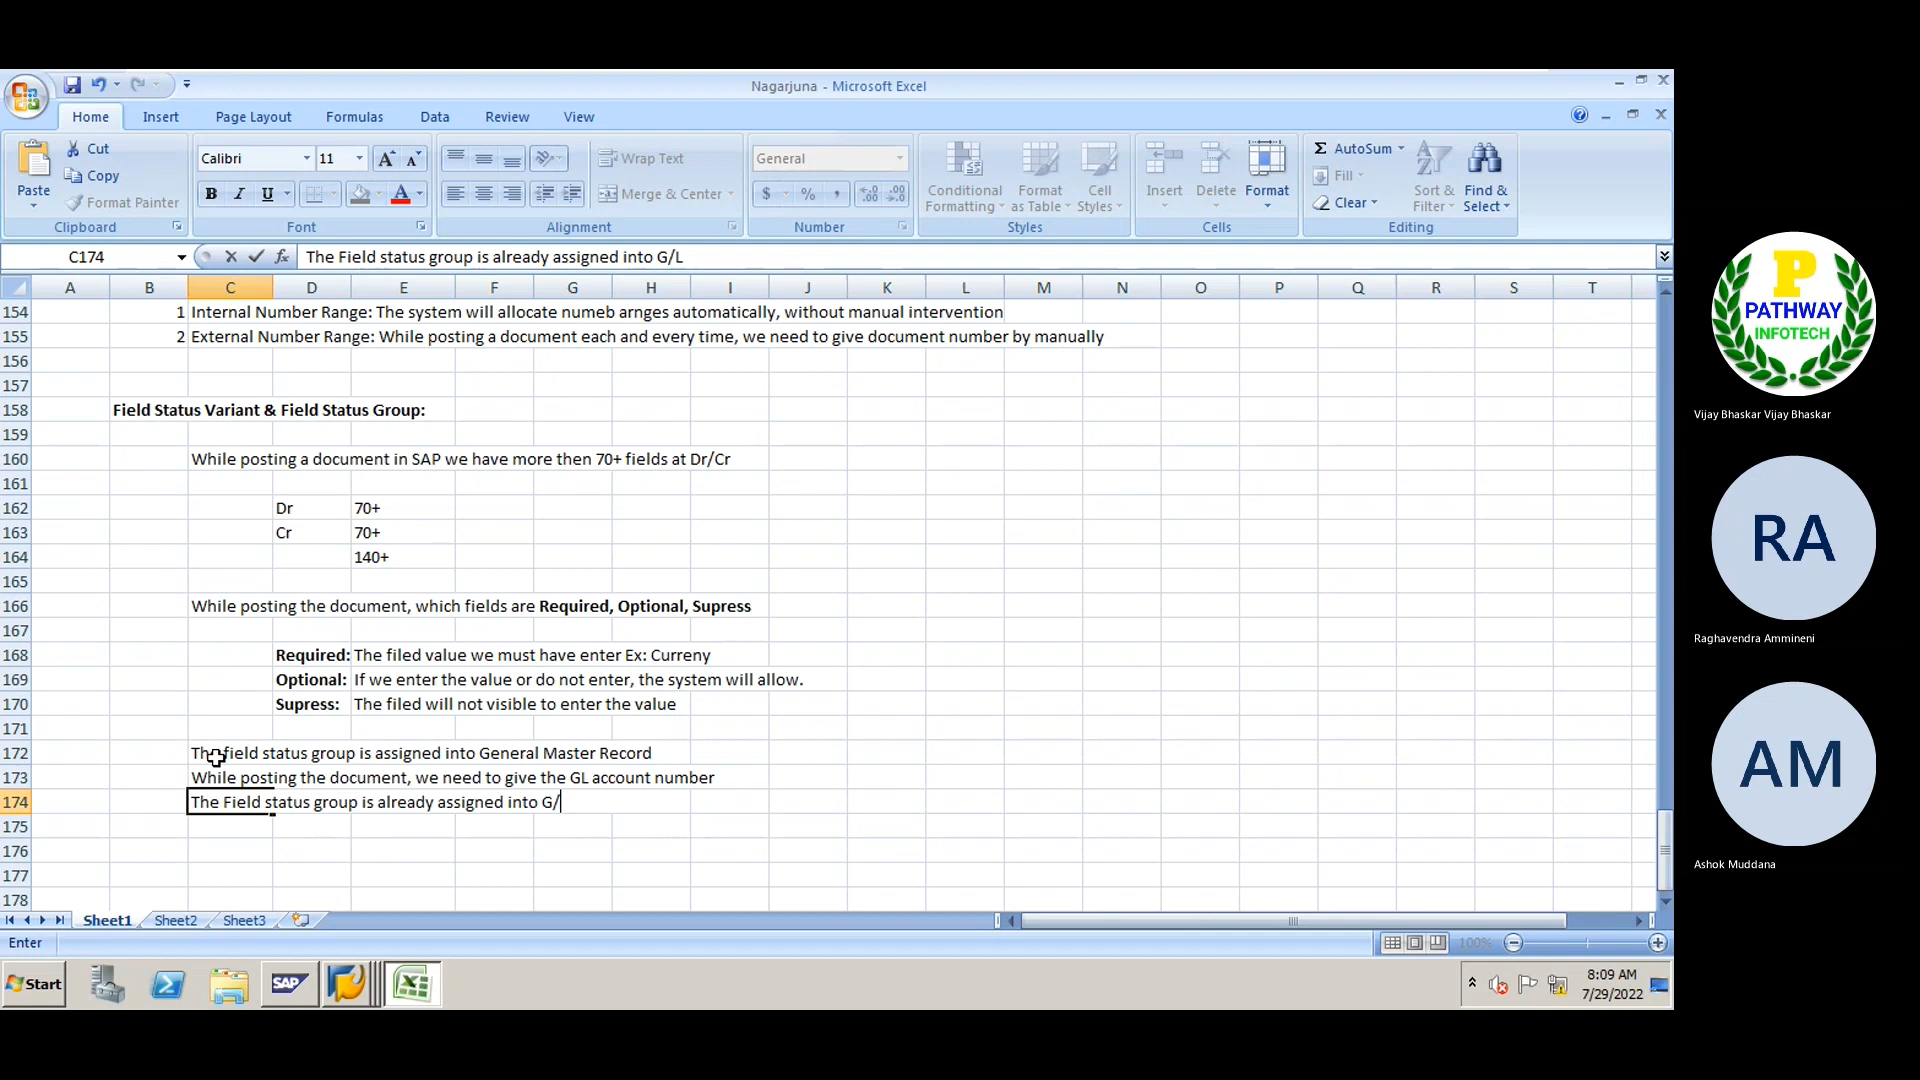 Nagarjuna - Microsoft Excel
Home Insert Page Layout Formulas Data Review View
Cut
Copy
Format Painter
Paste
Clipboard
Calibri 11
Font
Wrap Text
Merge & Center
Alignment
General
Number
Conditional Formatting
Format as Table
Cell Styles
Styles
Insert Delete Format
Cells
AutoSum
Fill
Clear
Sort & Filter
Find & Select
Editing
C174 The Field status group is already assigned into G/L
A B C D E F G H I J K L M N O P Q R S T
154 1 Internal Number Range: The system will allocate numeb arnges automatically, without manual intervention
155 2 External Number Range: While posting a document each and every time, we need to give document number by manually
156
157
158 Field Status Variant & Field Status Group:
159
160 While posting a document in SAP we have more then 70+ fields at Dr/Cr
161
162 Dr 70+
163 Cr 70+
164 140+
165
166 While posting the document, which fields are Required, Optional, Supress
167
168 Required: The filed value we must have enter Ex: Curreny
169 Optional: If we enter the value or do not enter, the system will allow.
170 Supress: The filed will not visible to enter the value
171
172 The field status group is assigned into General Master Record
173 While posting the document, we need to give the GL account number
174 The Field status group is already assigned into G/
175
176
177
178
Sheet1 Sheet2 Sheet3
Enter
100%
Start
SAP
8:09 AM
7/29/2022
P
PATHWAY
INFOTECH
Vijay Bhaskar Vijay Bhaskar
RA
Raghavendra Ammineni
AM
Ashok Muddana